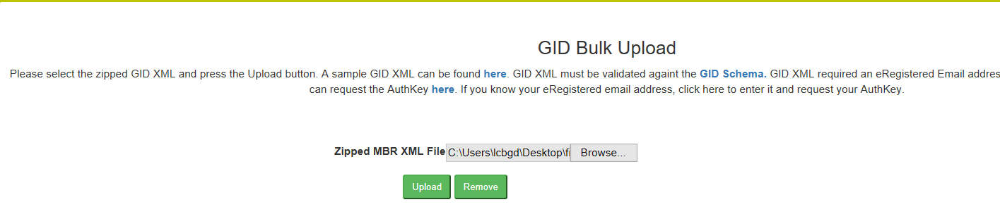 GID Bulk Upload
Please select the zipped GID XML and press the Upload button. A sample GID XML can be found here. GID XML must be validated againt the GID Schema. GID XML required an eRegistered Email addres
can request the AuthKey here. If you know your eRegistered email address, click here to enter it and request your AuthKey.
Zipped MBR XML File C:\Users\lcbgd\Desktop\fi Browse...
Upload Remove